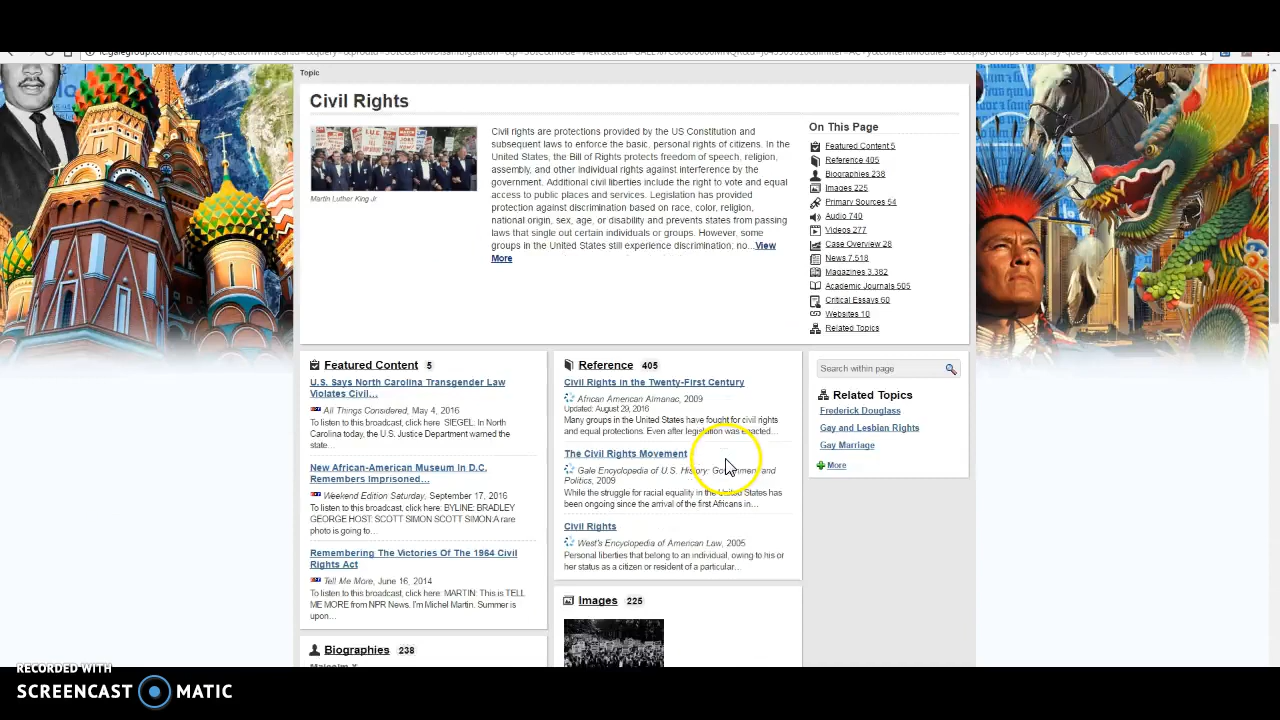 Topic
Civil Rights
Martin Luther King Jr
Civil rights are protections provided by the US Constitution and
subsequent laws to enforce the basic, personal rights of citizens. In the
United States, the Bill of Rights protects freedom of speech, religion,
assembly, and other individual rights against interference by the
government. Additional civil liberties include the right to vote and equal
access to public places and services. Legislation has provided
protection against discrimination based on race, color, religion,
national origin, sex, age, or disability and prevents states from passing
laws that single out certain individuals or groups. However, some
groups in the United States still experience discrimination; no...View
More
On This Page
Featured Content 5
Reference 405
Biographies 238
Images 225
Primary Sources 54
Audio 740
Videos 277
Case Overview 28
News 7,518
Magazines 3,382
Academic Journals 505
Critical Essays 60
Websites 10
Related Topics
Featured Content 5
U.S. Says North Carolina Transgender Law
Violates Civil...
All Things Considered, May 4, 2016
To listen to this broadcast, click here: SIEGEL: In North
Carolina today, the U.S. Justice Department warned the
state...
New African-American Museum In D.C.
Remembers Imprisoned...
Weekend Edition Saturday, September 17, 2016
To listen to this broadcast, click here: BYLINE: BRADLEY
GEORGE HOST: SCOTT SIMON SCOTT SIMON:A rare
photo is going to...
Remembering The Victories Of The 1964 Civil
Rights Act
Tell Me More, June 16, 2014
To listen to this broadcast, click here: MARTIN: This is TELL
ME MORE from NPR News. I'm Michel Martin. Summer is
upon...
Biographies 238
Malcolm X
Reference 405
Civil Rights in the Twenty-First Century
African American Almanac, 2009
Updated: August 29, 2016
Many groups in the United States have fought for civil rights
and equal protections. Even after legislation was enacted...
The Civil Rights Movement
Gale Encyclopedia of U.S. History: Government and
Politics, 2009
While the struggle for racial equality in the United States has
been ongoing since the arrival of the first Africans in...
Civil Rights
West's Encyclopedia of American Law, 2005
Personal liberties that belong to an individual, owing to his or
her status as a citizen or resident of a particular...
Images 225
Search within page
Related Topics
Frederick Douglass
Gay and Lesbian Rights
Gay Marriage
More
RECORDED WITH
SCREENCAST MATIC